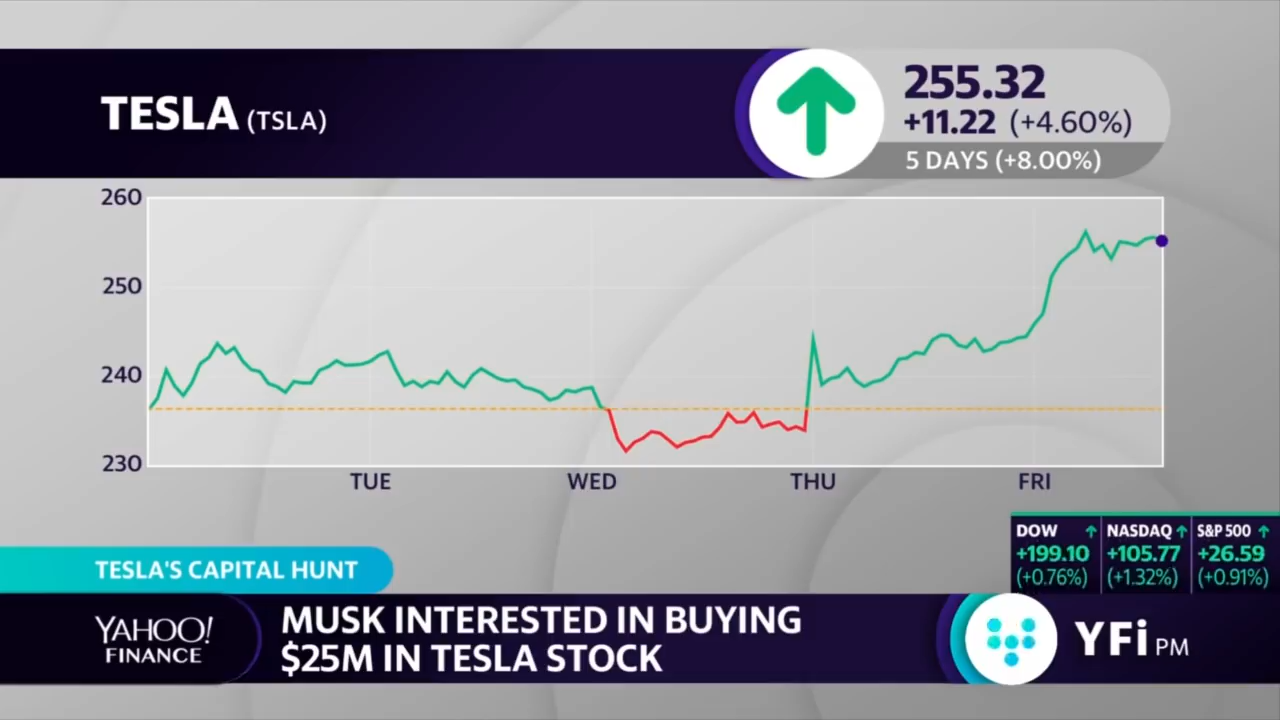 TESLA (TSLA)
255.32
+11.22 (+4.60%)
5 DAYS (+8.00%)
260
250
240
230
TUE WED THU FRI
DOW
+199.10
(+0.76%)
NASDAQ
+105.77
(+1.32%)
S&P 500
+26.59
(+0.91%)
TESLA'S CAPITAL HUNT
YAHOO!
FINANCE
MUSK INTERESTED IN BUYING
$25M IN TESLA STOCK
YFi PM